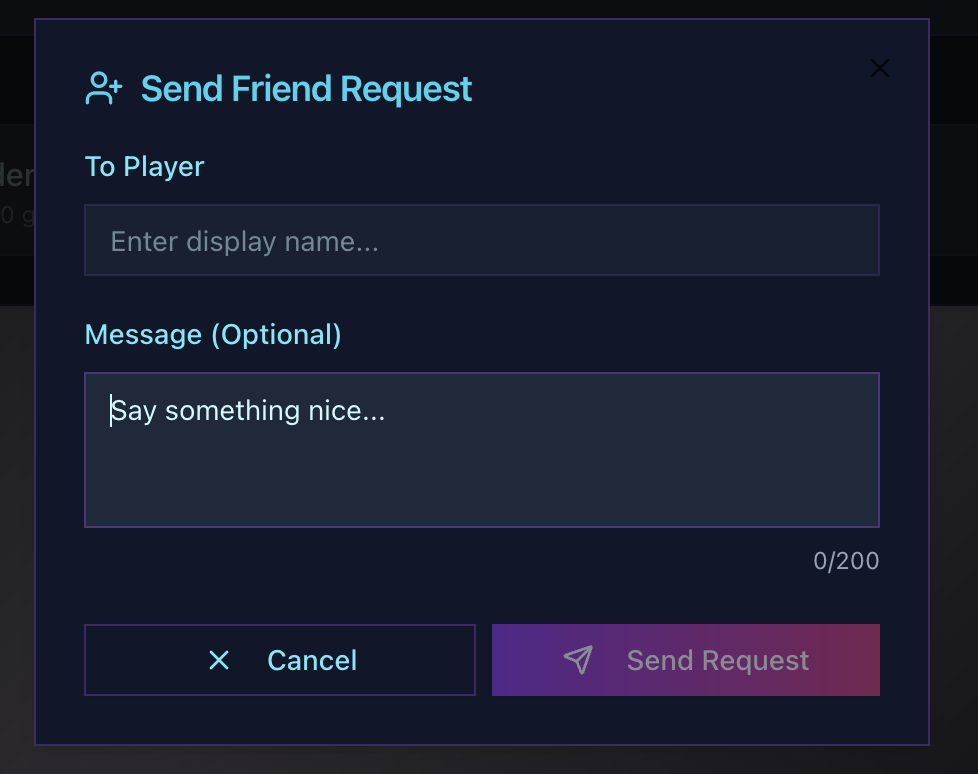 Send Friend Request
To Player
Enter display name...
Message (Optional)
Say something nice...
0/200
Cancel
Send Request